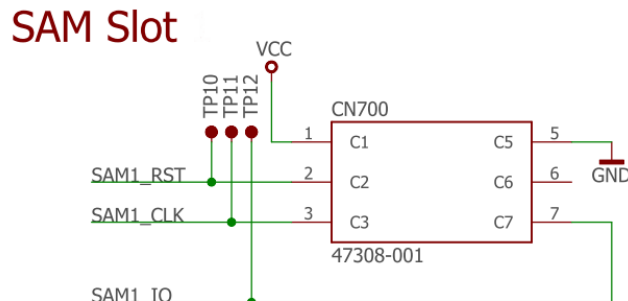 SAM Slot
VCC
TP10
TP11
TP12
CN700
1
C1
C5
5
SAM1_RST
2
C2
C6
6
GND
SAM1_CLK
3
C3
C7
7
47308-001
SAM1_IO